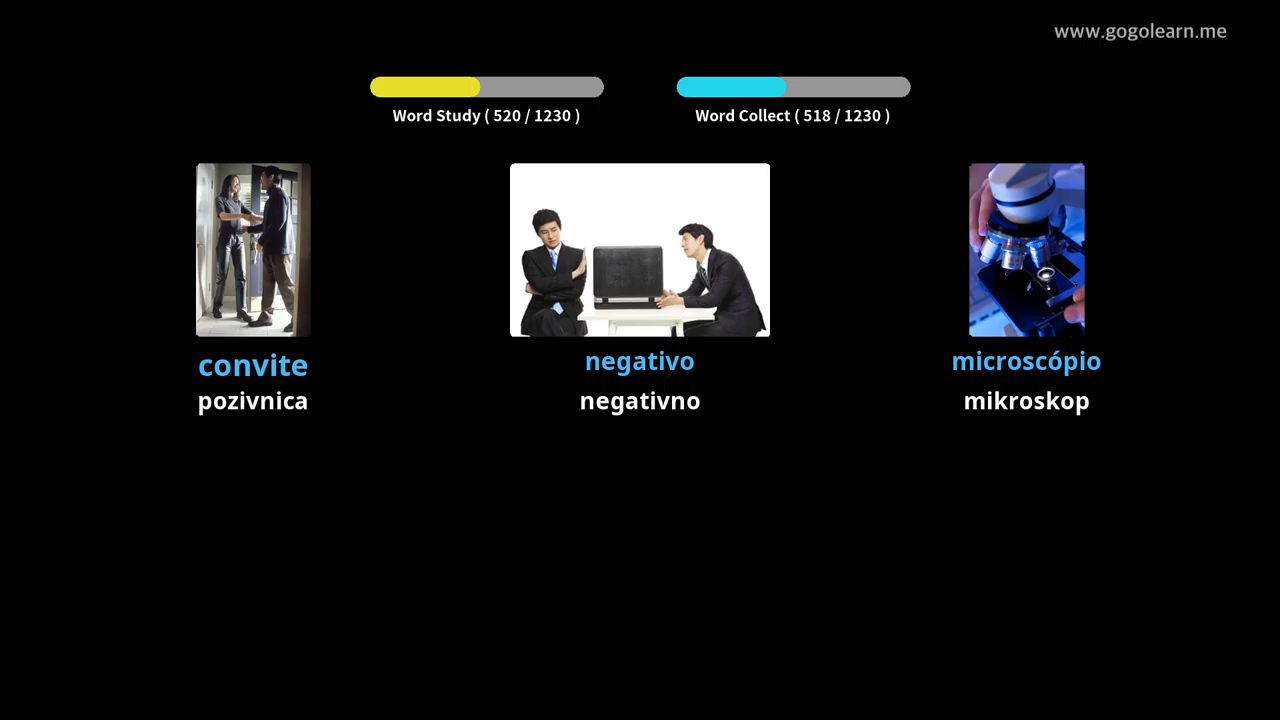 www.gogolearn.me
Word Study ( 520 / 1230 )
Word Collect ( 518 / 1230 )
convite
pozivnica
negativo
negativno
microscópio
mikroskop